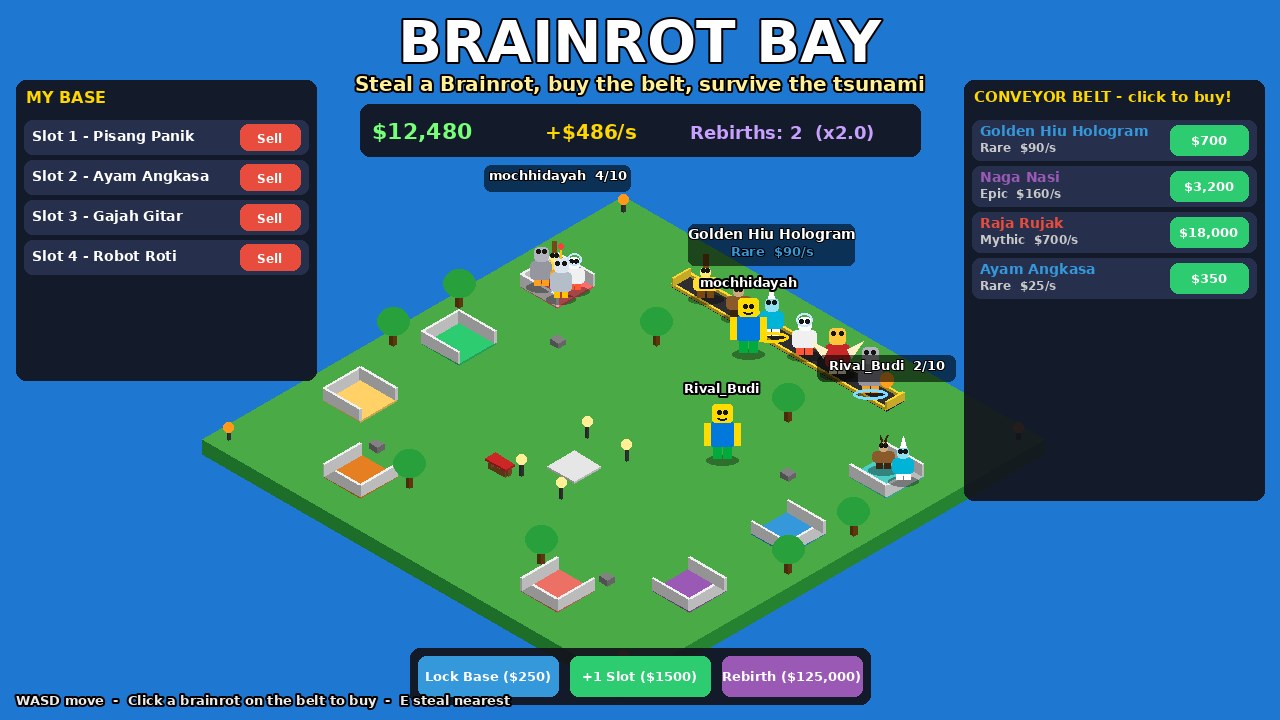 BRAINROT BAY
Steal a Brainrot, buy the belt, survive the tsunami
$12,480 +$486/s Rebirths: 2 (x2.0)
MY BASE
Slot 1 - Pisang Panik Sell
Slot 2 - Ayam Angkasa Sell
Slot 3 - Gajah Gitar Sell
Slot 4 - Robot Roti Sell
CONVEYOR BELT - click to buy!
Golden Hiu Hologram
Rare $90/s
$700
Naga Nasi
Epic $160/s
$3,200
Raja Rujak
Mythic $700/s
$18,000
Ayam Angkasa
Rare $25/s
$350
mochhidayah 4/10
Golden Hiu Hologram
Rare $90/s
mochhidayah
Rival_Budi 2/10
Rival_Budi
Lock Base ($250) +1 Slot ($1500) Rebirth ($125,000)
WASD move - Click a brainrot on the belt to buy - E steal nearest